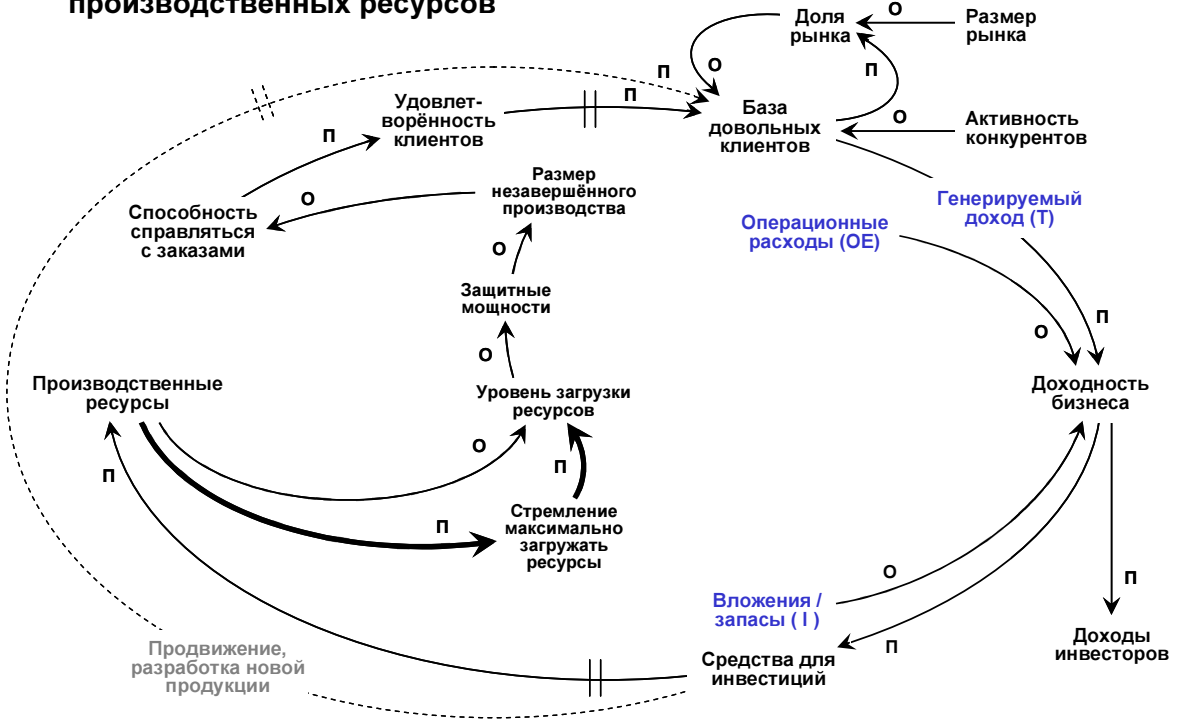 производственных ресурсов
Доля
рынка
О
Размер
рынка
П
О
П
П
Удовлет-
ворённость
клиентов
П
База
довольных
клиентов
О
Активность
конкурентов
Размер
незавершённого
производства
О
Способность
справляться
с заказами
Генерируемый
доход (T)
Операционные
расходы (OE)
О
Защитные
мощности
О
П
О
Производственные
ресурсы
Уровень загрузки
ресурсов
Доходность
бизнеса
О
П
П
Стремление
максимально
загружать
ресурсы
П
О
П
Вложения /
запасы ( I )
П
Продвижение,
разработка новой
продукции
Средства для
инвестиций
Доходы
инвесторов